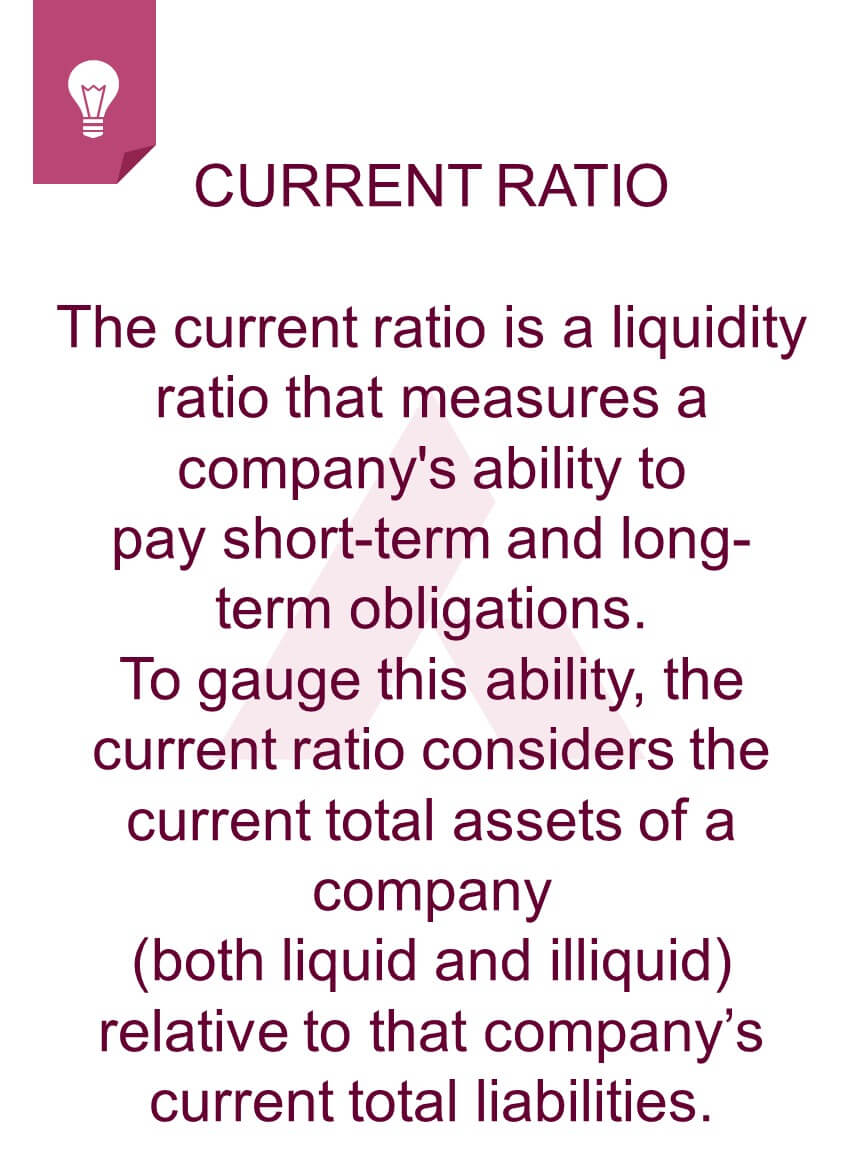 CURRENT RATIO
The current ratio is a liquidity
ratio that measures a
company's ability to
pay short-term and long-
term obligations.
To gauge this ability, the
current ratio considers the
current total assets of a
company
(both liquid and illiquid)
relative to that company’s
current total liabilities.